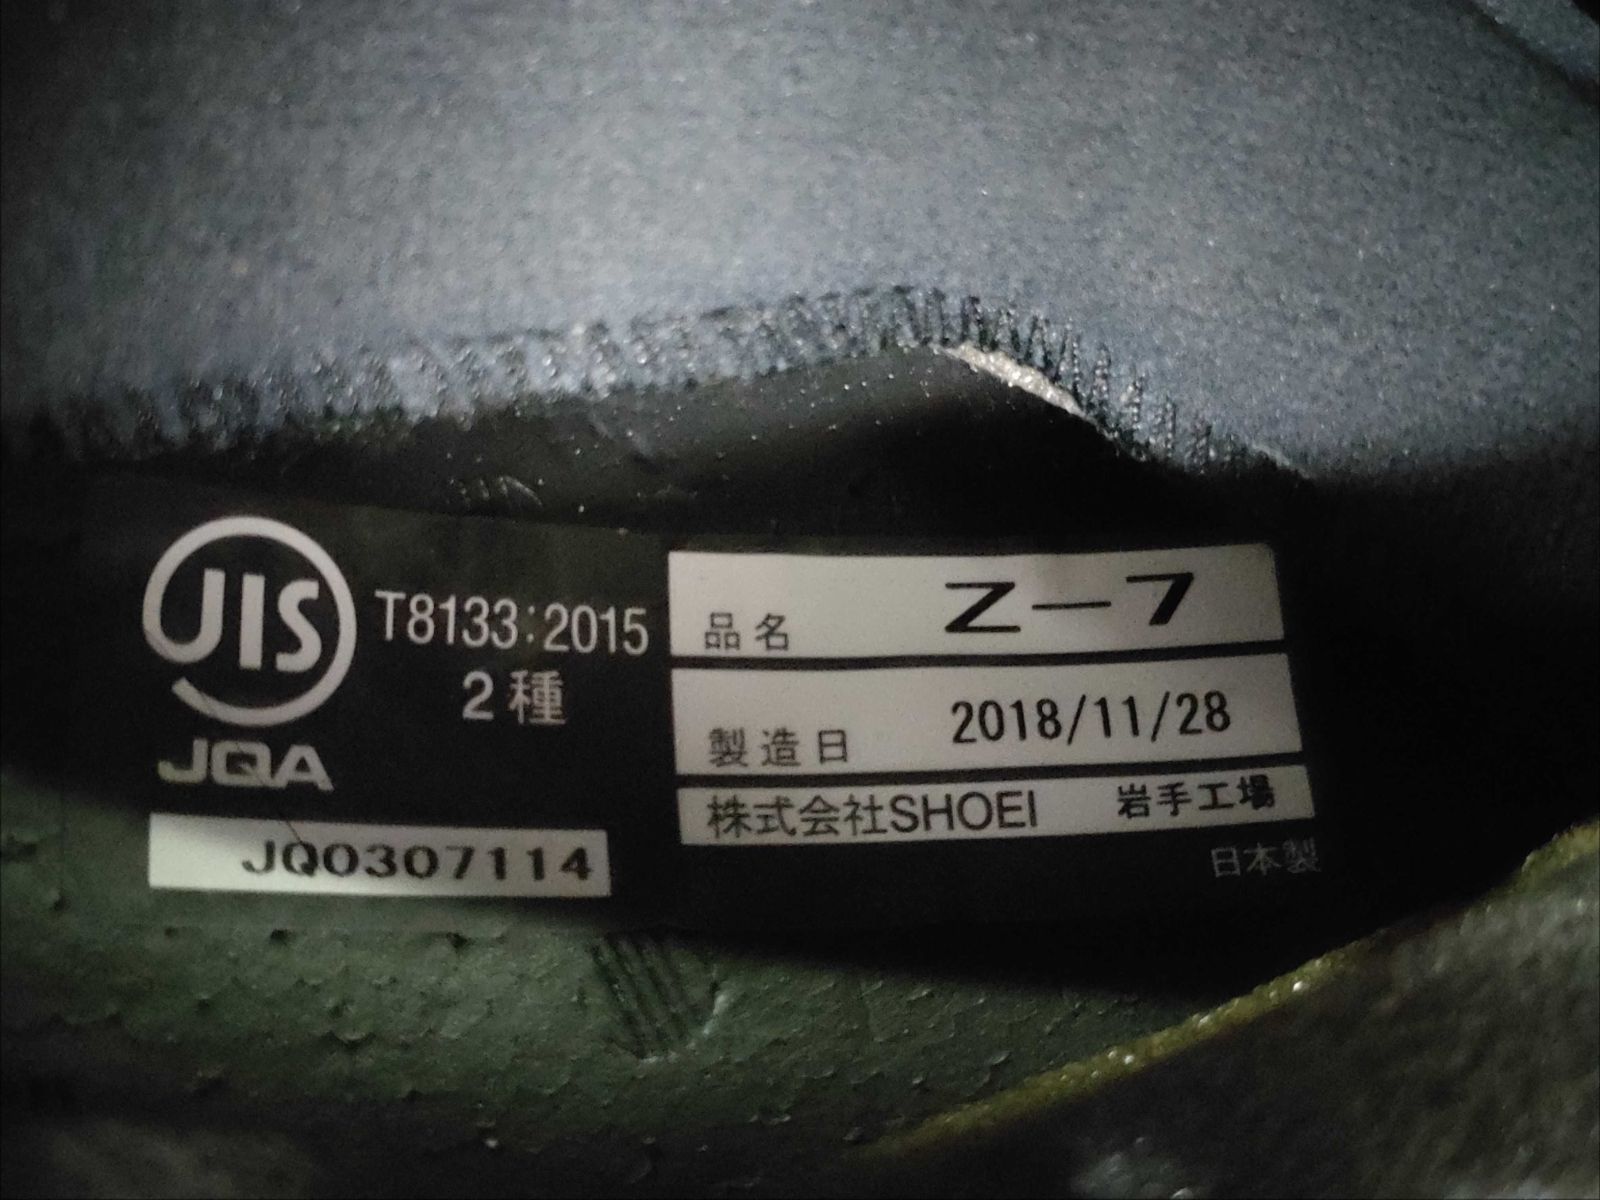 JIS
T8133:2015
2種
JQA
JQ0307114
品名 Z-7
製造日 2018/11/28
株式会社SHOEI 岩手工場
日本製